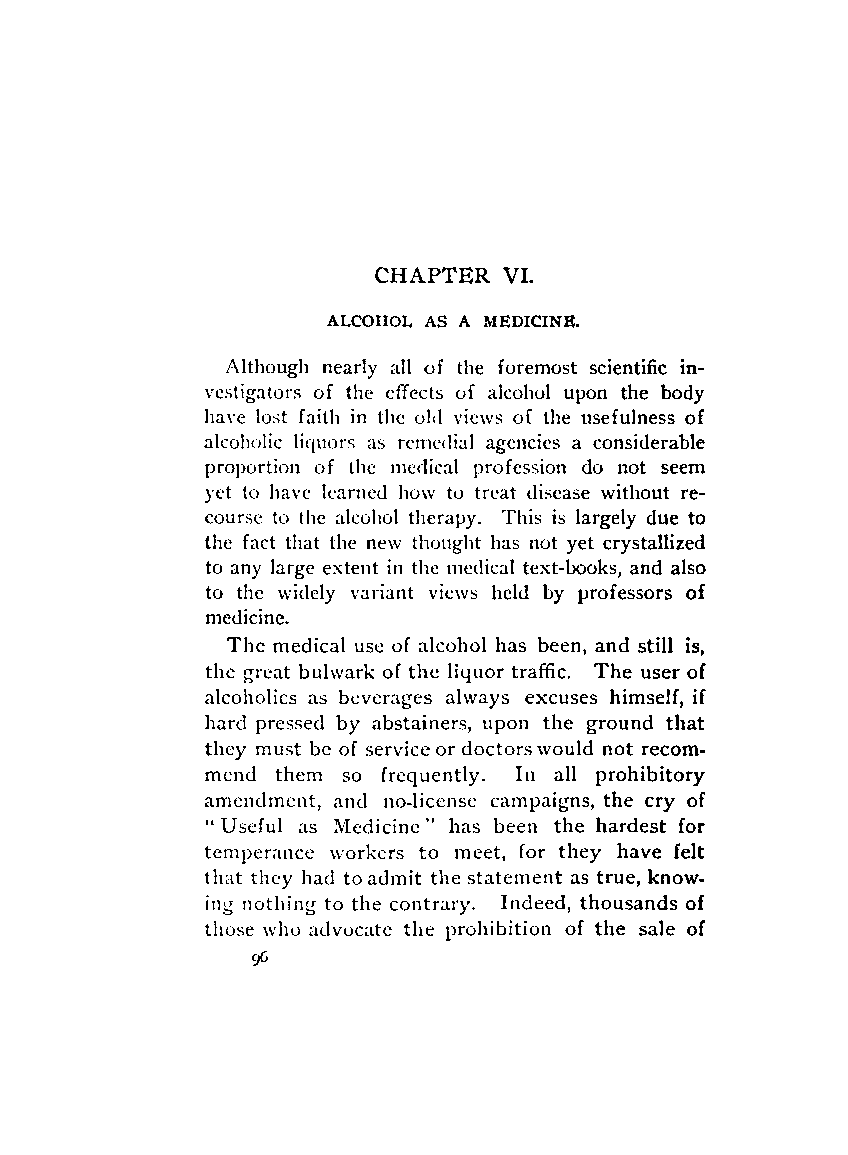 CHAPTER VI.
ALCOHOL AS A MEDICINE.
Although nearly all of the foremost scientific in-
vestigators of the effects of alcohol upon the body
have lost faith in the old views of the usefulness of
alcoholic liquors as remedial agencies a considerable
proportion of the medical profession do not seem
yet to have learned how to treat disease without re-
course to the alcohol therapy. This is largely due to
the fact that the new thought has not yet crystallized
to any large extent in the medical text-books, and also
to the widely variant views held by professors of
medicine.
The medical use of alcohol has been, and still is,
the great bulwark of the liquor traffic. The user of
alcoholics as beverages always excuses himself, if
hard pressed by abstainers, upon the ground that
they must be of service or doctors would not recom-
mend them so frequently. In all prohibitory
amendment, and no-license campaigns, the cry of
"Useful as Medicine" has been the hardest for
temperance workers to meet, for they have felt
that they had to admit the statement as true, know-
ing nothing to the contrary. Indeed, thousands of
those who advocate the prohibition of the sale of
96